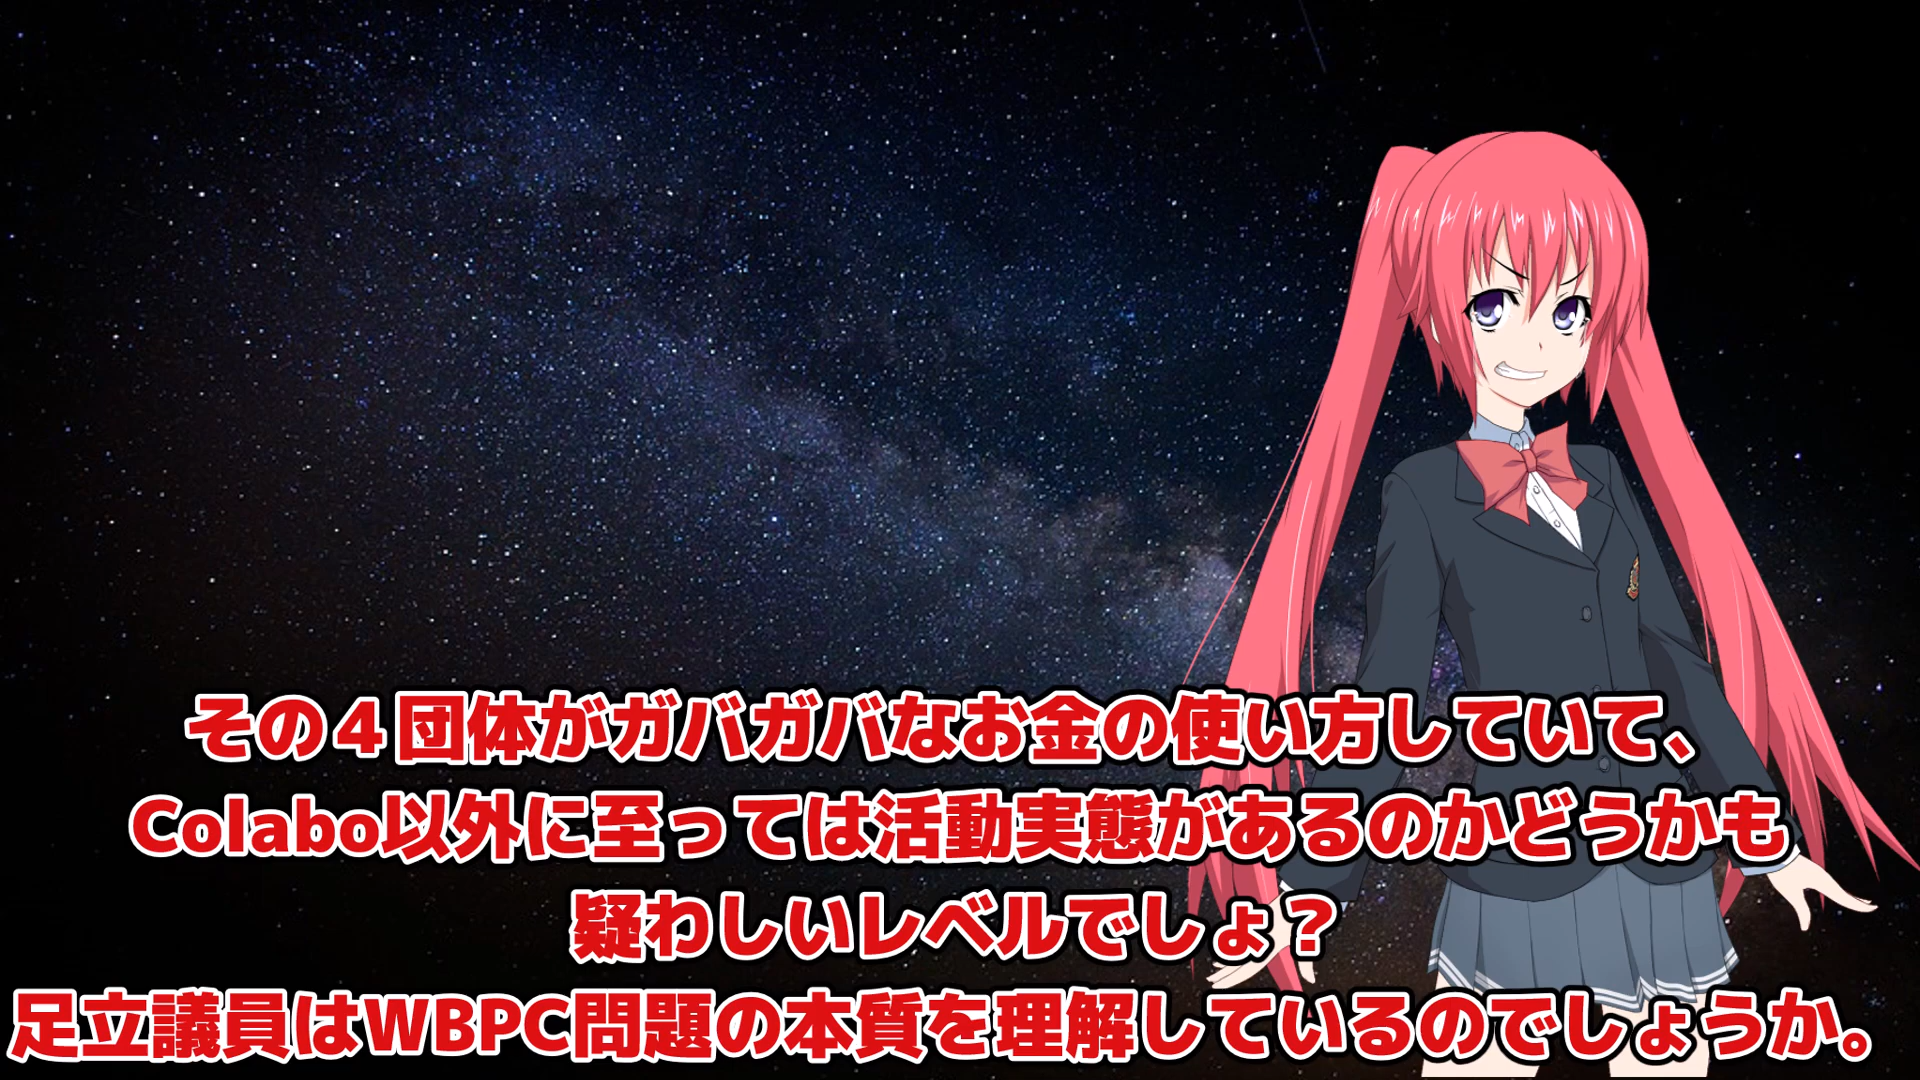 その４団体がガバガバなお金の使い方していて、
Colabo以外に至っては活動実態があるのかどうかも
疑わしいレベルでしょ？
足立議員はWBPC問題の本質を理解しているのでしょうか。